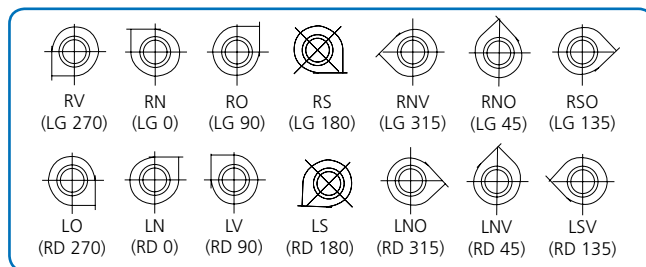 RV RN RO RS RNV RNO RSO
(LG 270) (LG 0) (LG 90) (LG 180) (LG 315) (LG 45) (LG 135)
LO LN LV LS LNO LNV LSV
(RD 270) (RD 0) (RD 90) (RD 180) (RD 315) (RD 45) (RD 135)